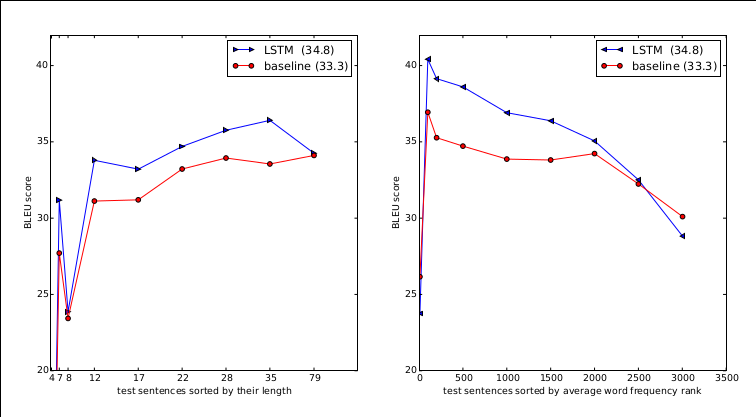 LSTM (34.8)
baseline (33.3)
40
35
30
25
20
BLEU score
4 7 8 12 17 22 28 35 79
test sentences sorted by their length
LSTM (34.8)
baseline (33.3)
40
35
30
25
20
BLEU score
0 500 1000 1500 2000 2500 3000 3500
test sentences sorted by average word frequency rank